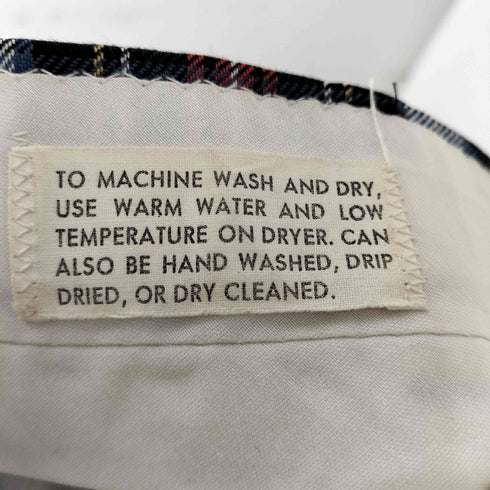 TO MACHINE WASH AND DRY,
USE WARM WATER AND LOW
TEMPERATURE ON DRYER. CAN
ALSO BE HAND WASHED, DRIP
DRIED, OR DRY CLEANED.